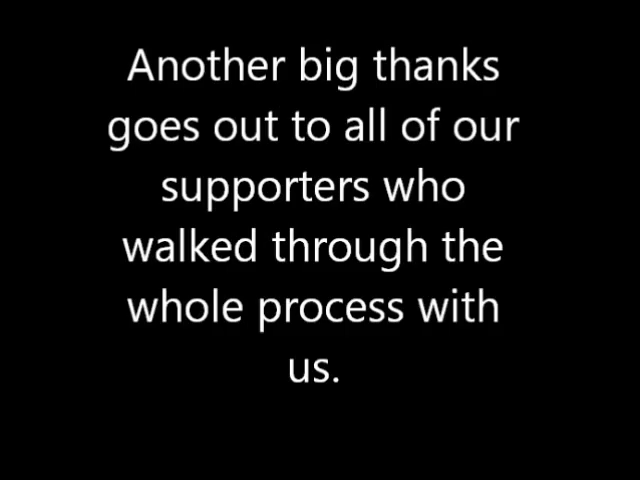 Another big thanks
goes out to all of our
supporters who
walked through the
whole process with
us.